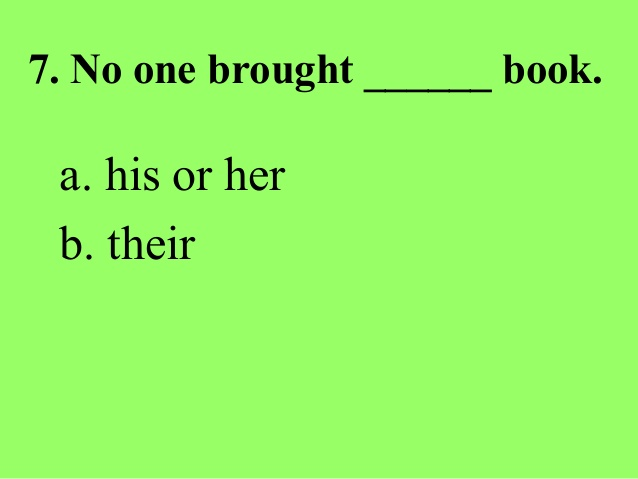 7. No one brought ______ book.
a. his or her
b. their